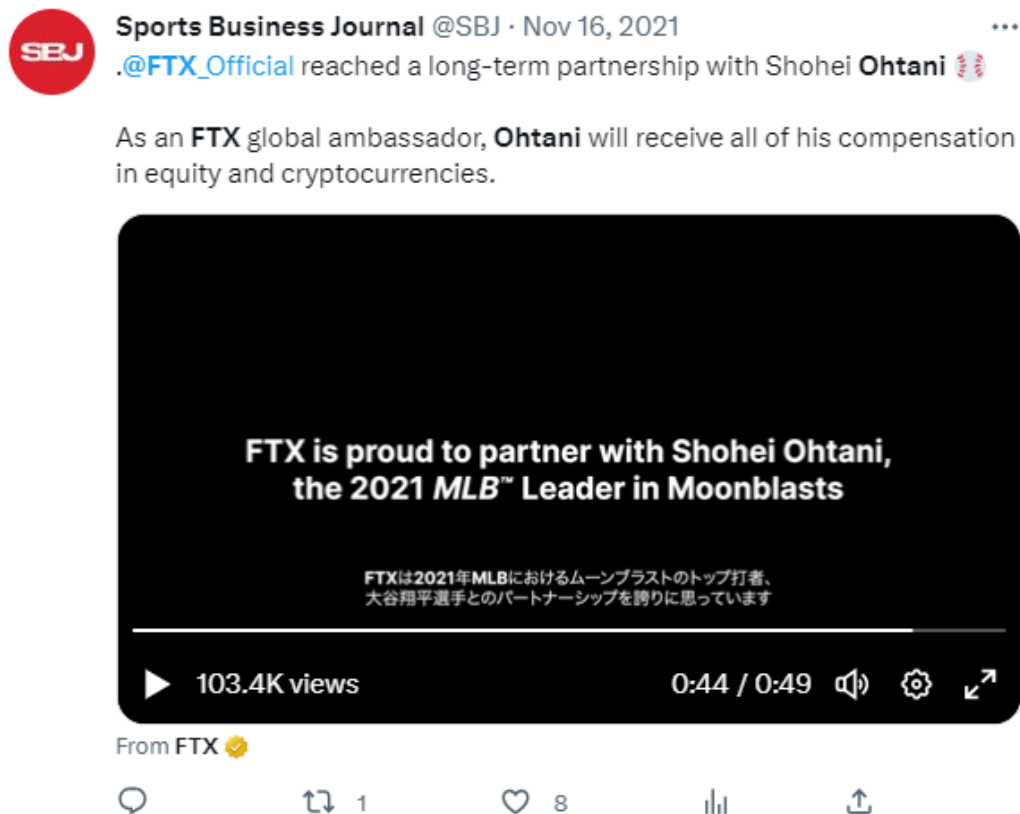 SBJ
Sports Business Journal @SBJ · Nov 16, 2021
.@FTX_Official reached a long-term partnership with Shohei Ohtani ⚾
As an FTX global ambassador, Ohtani will receive all of his compensation
in equity and cryptocurrencies.
FTX is proud to partner with Shohei Ohtani,
the 2021 MLB™ Leader in Moonblasts
FTXは2021年MLBにおけるムーンブラストのトップ打者、
大谷翔平選手とのパートナーシップを誇りに思っています
103.4K views
0:44 / 0:49
From FTX
1
8